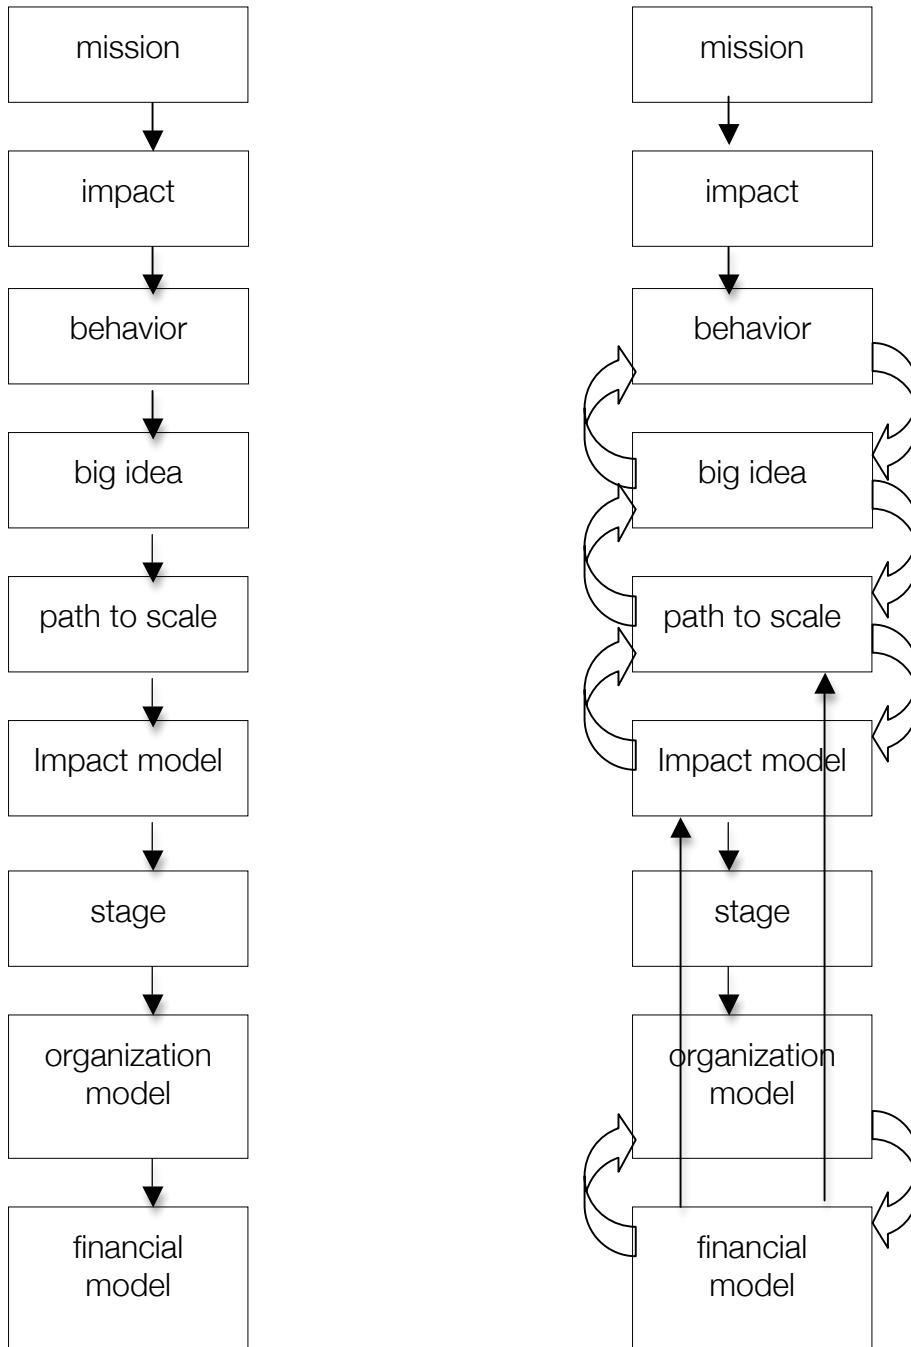 mission
impact
behavior
big idea
path to scale
Impact model
stage
organization
model
financial
model
mission
impact
behavior
big idea
path to scale
Impact model
stage
organization
model
financial
model